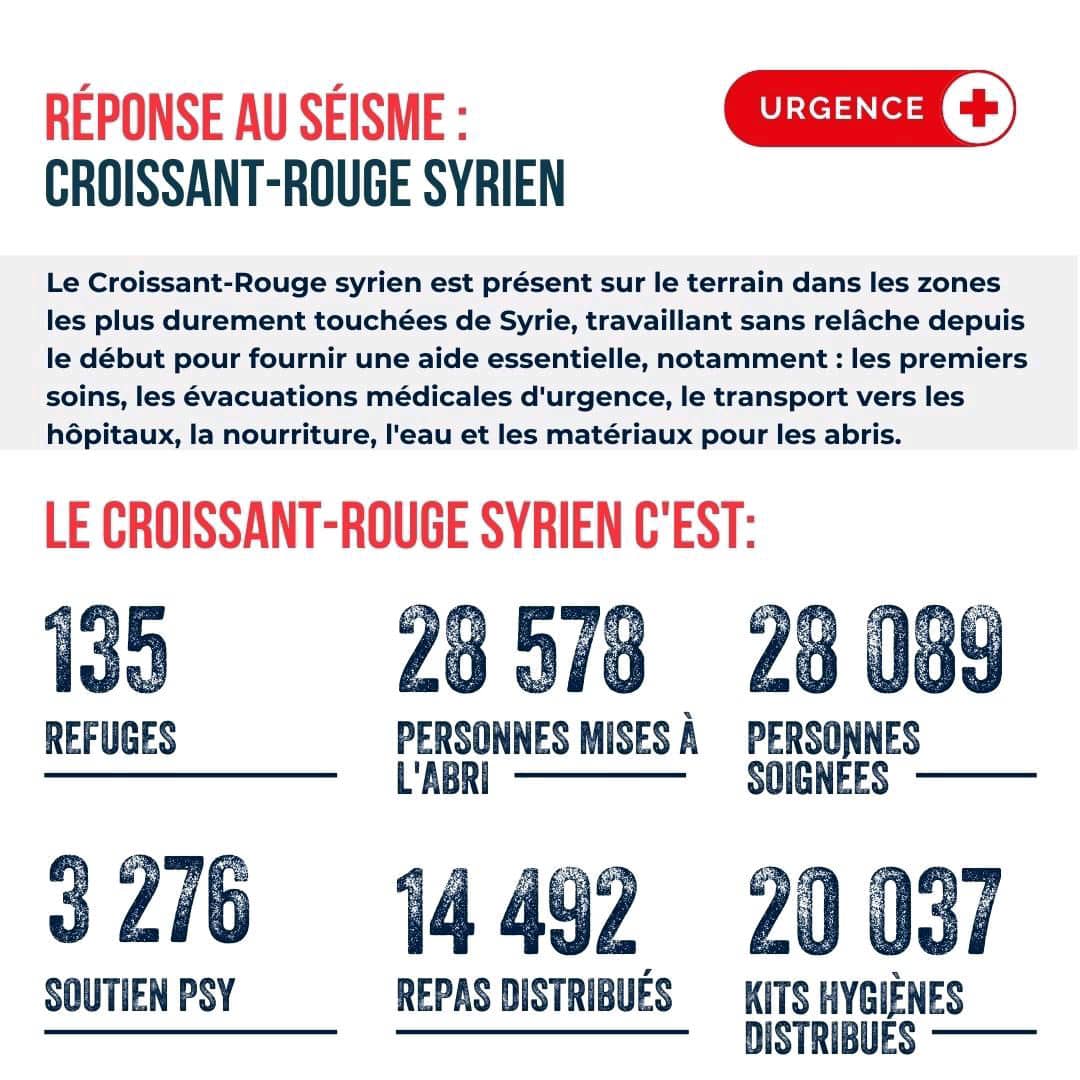 RÉPONSE AU SÉISME :
CROISSANT-ROUGE SYRIEN
URGENCE
Le Croissant-Rouge syrien est présent sur le terrain dans les zones
les plus durement touchées de Syrie, travaillant sans relâche depuis
le début pour fournir une aide essentielle, notamment : les premiers
soins, les évacuations médicales d'urgence, le transport vers les
hôpitaux, la nourriture, l'eau et les matériaux pour les abris.
LE CROISSANT-ROUGE SYRIEN C'EST:
135
REFUGES
28 578
PERSONNES MISES À
L'ABRI
28 089
PERSONNES
SOIGNÉES
3 276
SOUTIEN PSY
14 492
REPAS DISTRIBUÉS
20 037
KITS HYGIÈNES
DISTRIBUÉS